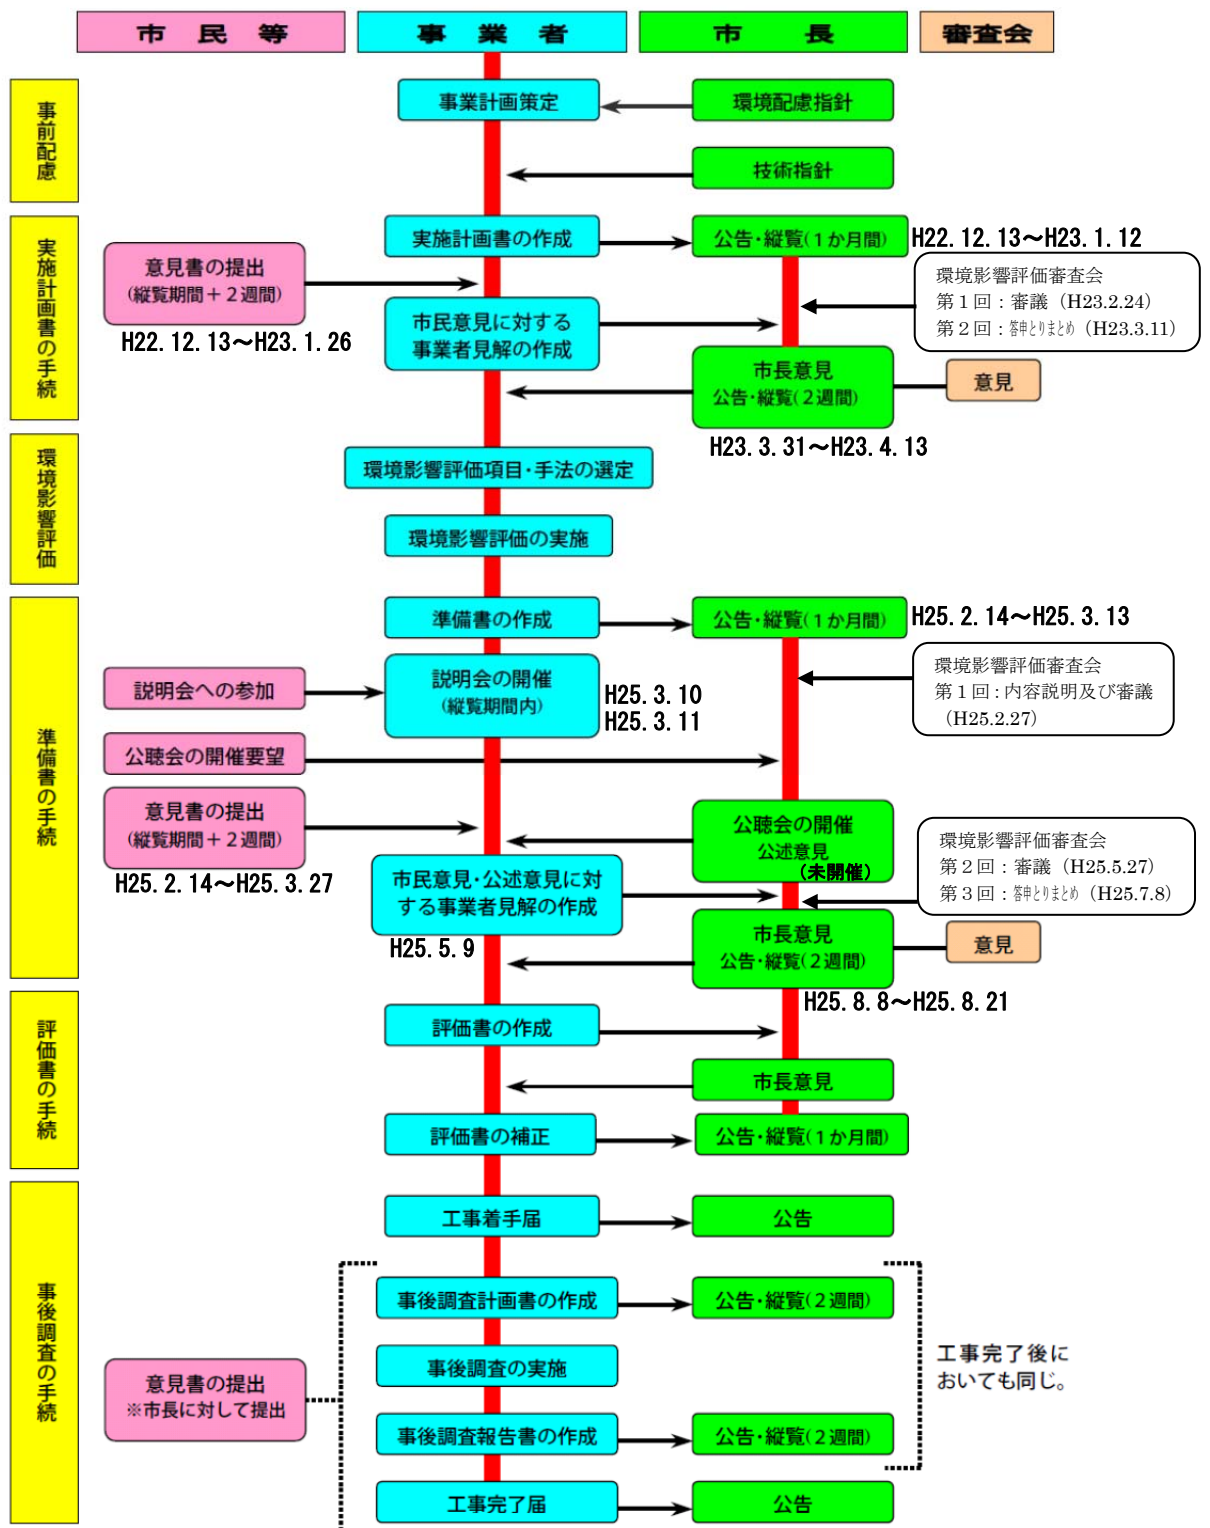 市民等
事業者
市長
審査会
事前配慮
事業計画策定
環境配慮指針
技術指針
実施計画書の手続
実施計画書の作成
公告・縦覧(1か月間)
H22.12.13～H23.1.12
意見書の提出
(縦覧期間＋2週間)
H22.12.13～H23.1.26
環境影響評価審査会
第1回：審議（H23.2.24）
第2回：答申とりまとめ（H23.3.11）
市民意見に対する
事業者見解の作成
市長意見
公告・縦覧(2週間)
意見
H23.3.31～H23.4.13
環境影響評価
環境影響評価項目・手法の選定
環境影響評価の実施
準備書の手続
準備書の作成
公告・縦覧(1か月間)
H25.2.14～H25.3.13
環境影響評価審査会
第1回：内容説明及び審議
（H25.2.27）
説明会への参加
説明会の開催
(縦覧期間内)
H25.3.10
H25.3.11
公聴会の開催要望
意見書の提出
(縦覧期間＋2週間)
H25.2.14～H25.3.27
公聴会の開催
公述意見
(未開催)
環境影響評価審査会
第2回：審議（H25.5.27）
第3回：答申とりまとめ（H25.7.8）
市民意見・公述意見に対
する事業者見解の作成
H25.5.9
市長意見
公告・縦覧(2週間)
意見
H25.8.8～H25.8.21
評価書の手続
評価書の作成
市長意見
評価書の補正
公告・縦覧(1か月間)
事後調査の手続
工事着手届
公告
事後調査計画書の作成
公告・縦覧(2週間)
事後調査の実施
工事完了後に
おいても同じ。
意見書の提出
※市長に対して提出
事後調査報告書の作成
公告・縦覧(2週間)
工事完了届
公告